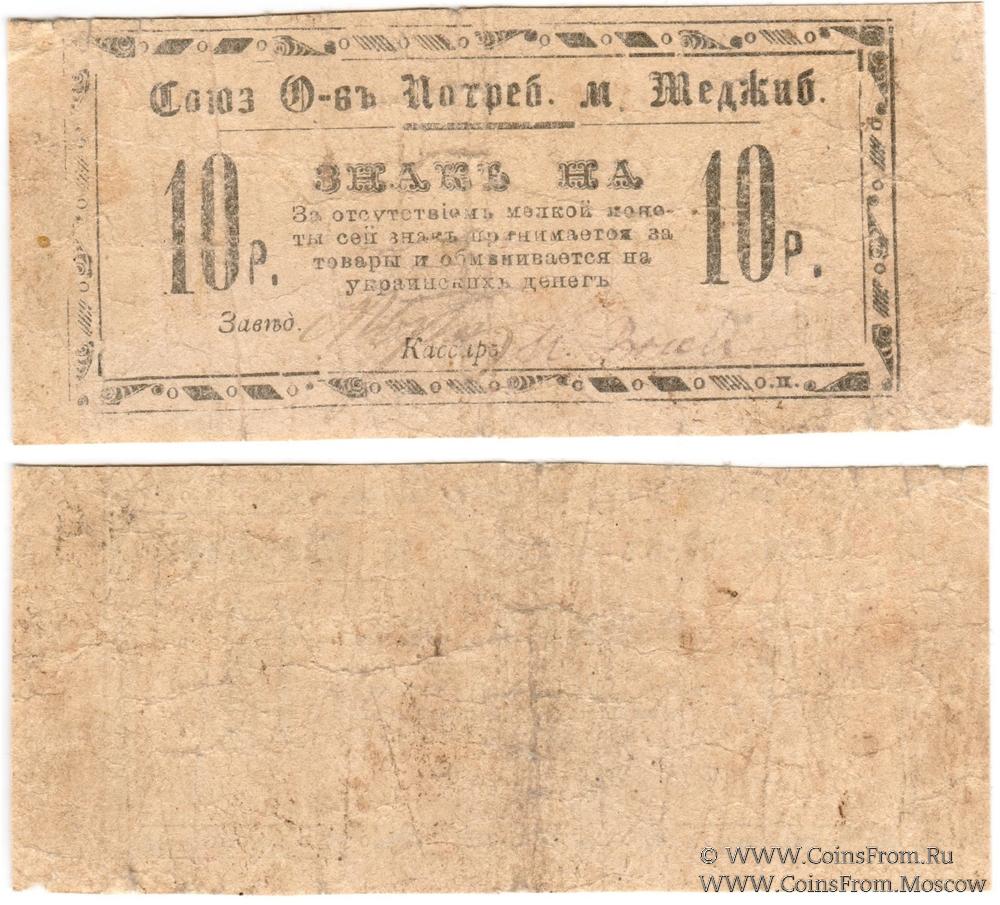 Союз О-въ Потреб. м. Меджиб.
10 р. ЗНАКЪ НА 10 р.
За отсутствіемъ мелкой моне-
ты сей знакъ принимается за
товары и обмѣнивается на
украинскихъ денегъ
Завѣд.
Кассиръ
© WWW.CoinsFrom.Ru
WWW.CoinsFrom.Moscow